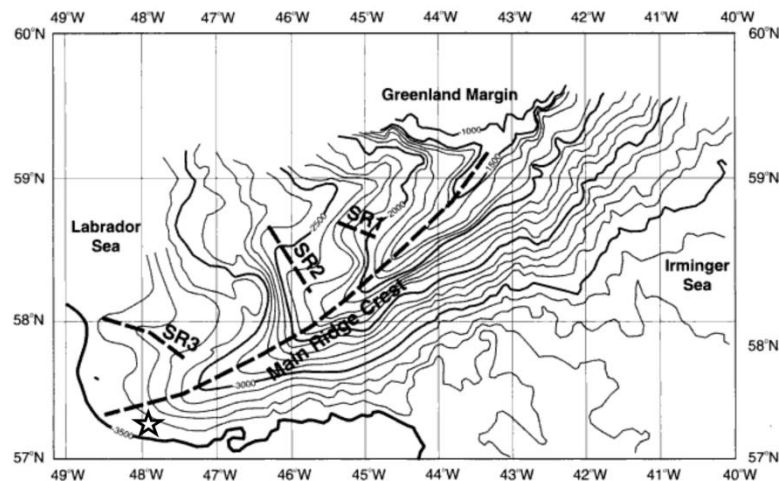 49°W 48°W 47°W 46°W 45°W 44°W 43°W 42°W 41°W 40°W
60°N 60°N
Greenland Margin
-1000
-1500
59°N 59°N
SR1
-2000
-2500
Labrador
Sea
SR2
Irminger
Sea
58°N 58°N
SR3
Main Ridge Crest
-3000
-3500
57°N 57°N
49°W 48°W 47°W 46°W 45°W 44°W 43°W 42°W 41°W 40°W